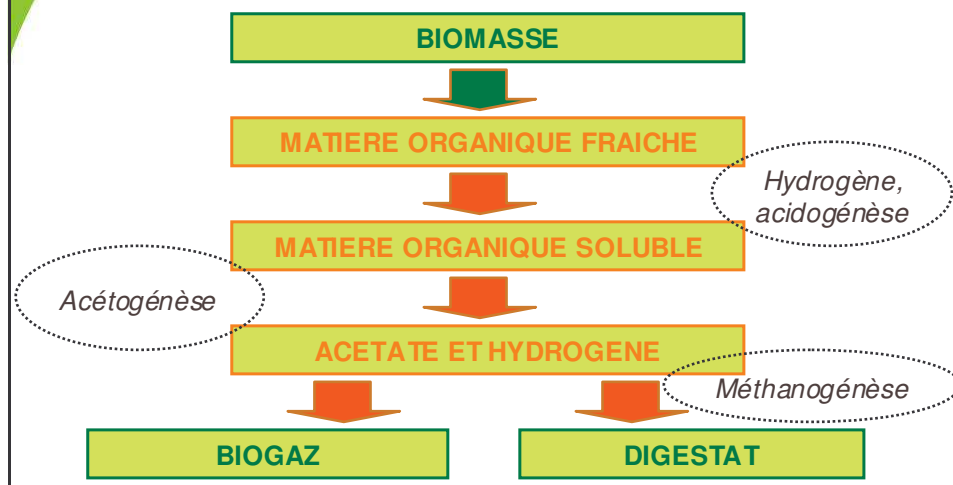 BIOMASSE
MATIERE ORGANIQUE FRAICHE
Hydrogène,
acidogénèse
MATIERE ORGANIQUE SOLUBLE
Acétogénèse
ACETATE ET HYDROGENE
Méthanogénèse
BIOGAZ
DIGESTAT